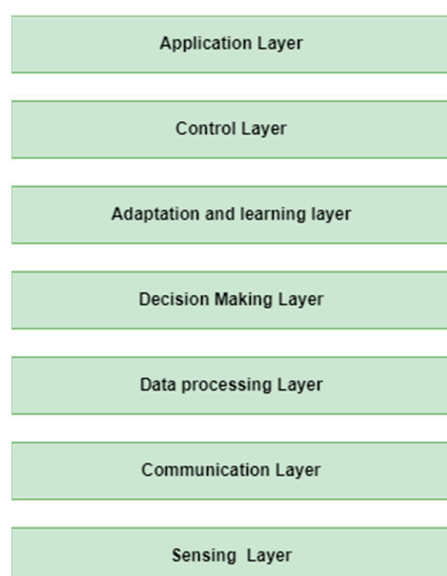 Application Layer
Control Layer
Adaptation and learning layer
Decision Making Layer
Data processing Layer
Communication Layer
Sensing  Layer